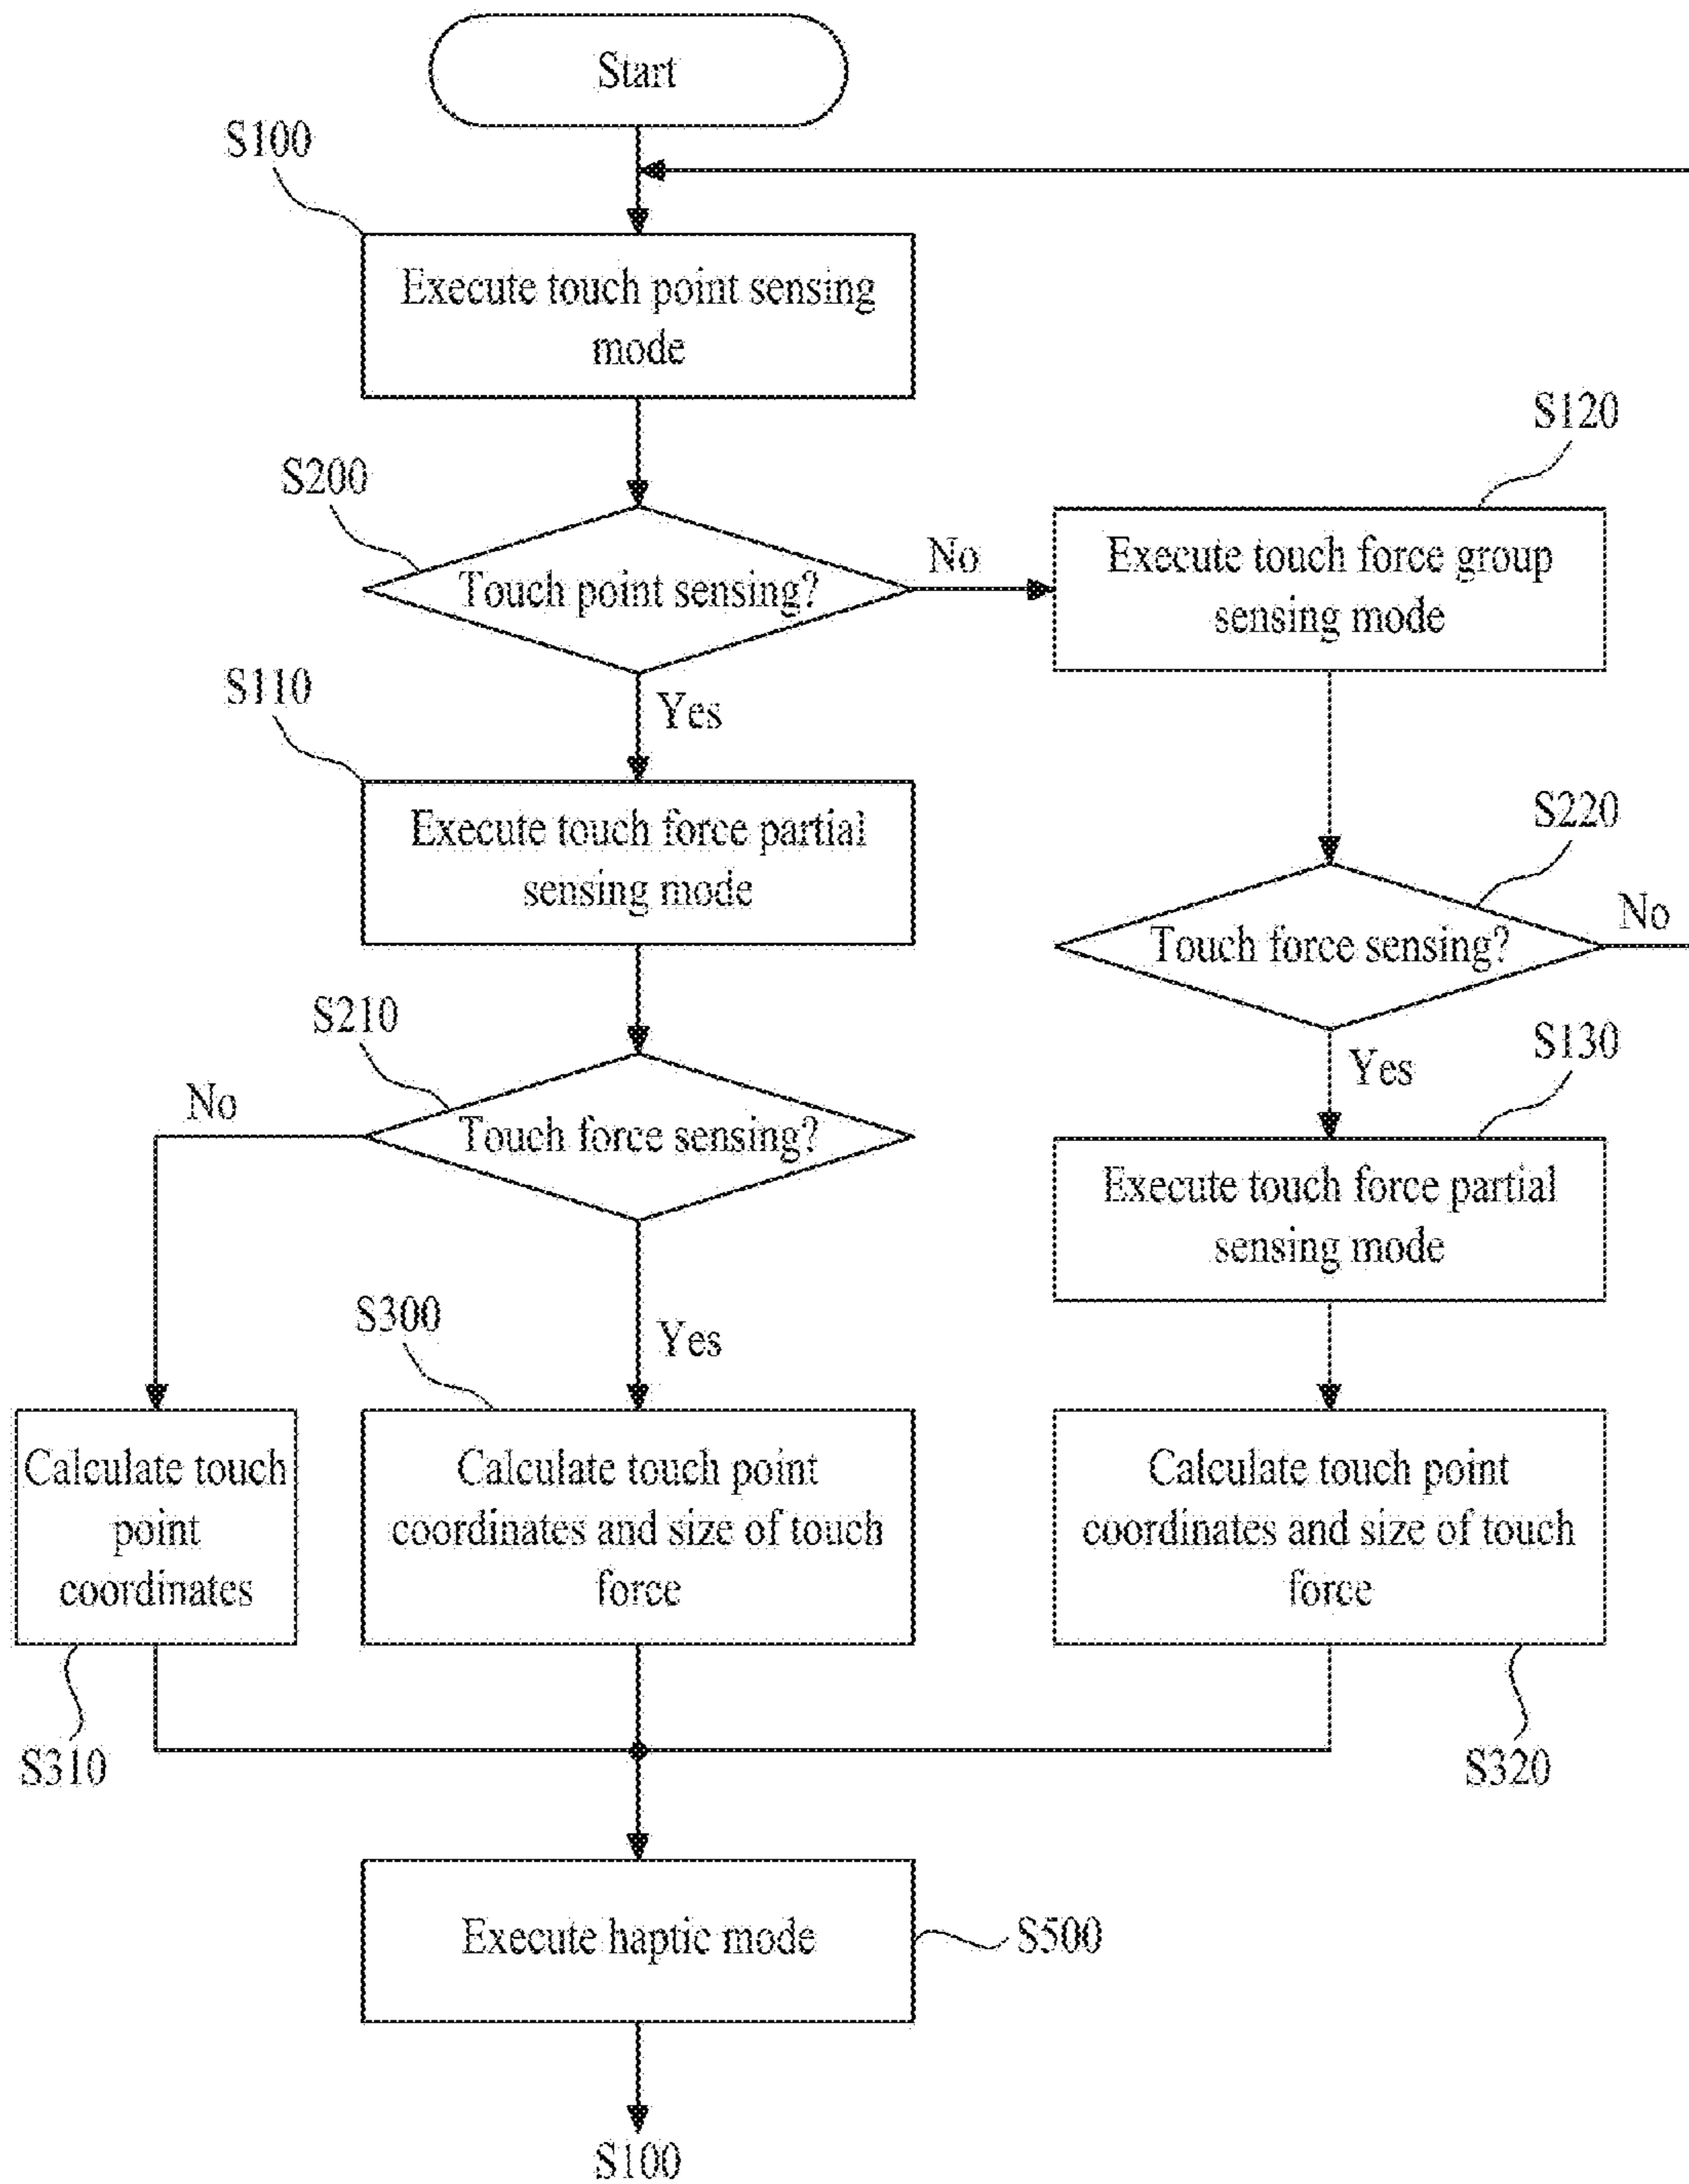 Start
S100
Execute touch point sensing
mode
S120
S200
Touch point sensing?
No
Execute touch force group
sensing mode
S110
Yes
Execute touch force partial
sensing mode
S220
Touch force sensing?
No
S210
No
Touch force sensing?
S130
Yes
Execute touch force partial
sensing mode
S300
Yes
Calculate touch
point
coordinates
Calculate touch point
coordinates and size of touch
force
Calculate touch point
coordinates and size of touch
force
S310
S320
Execute haptic mode
S500
S100